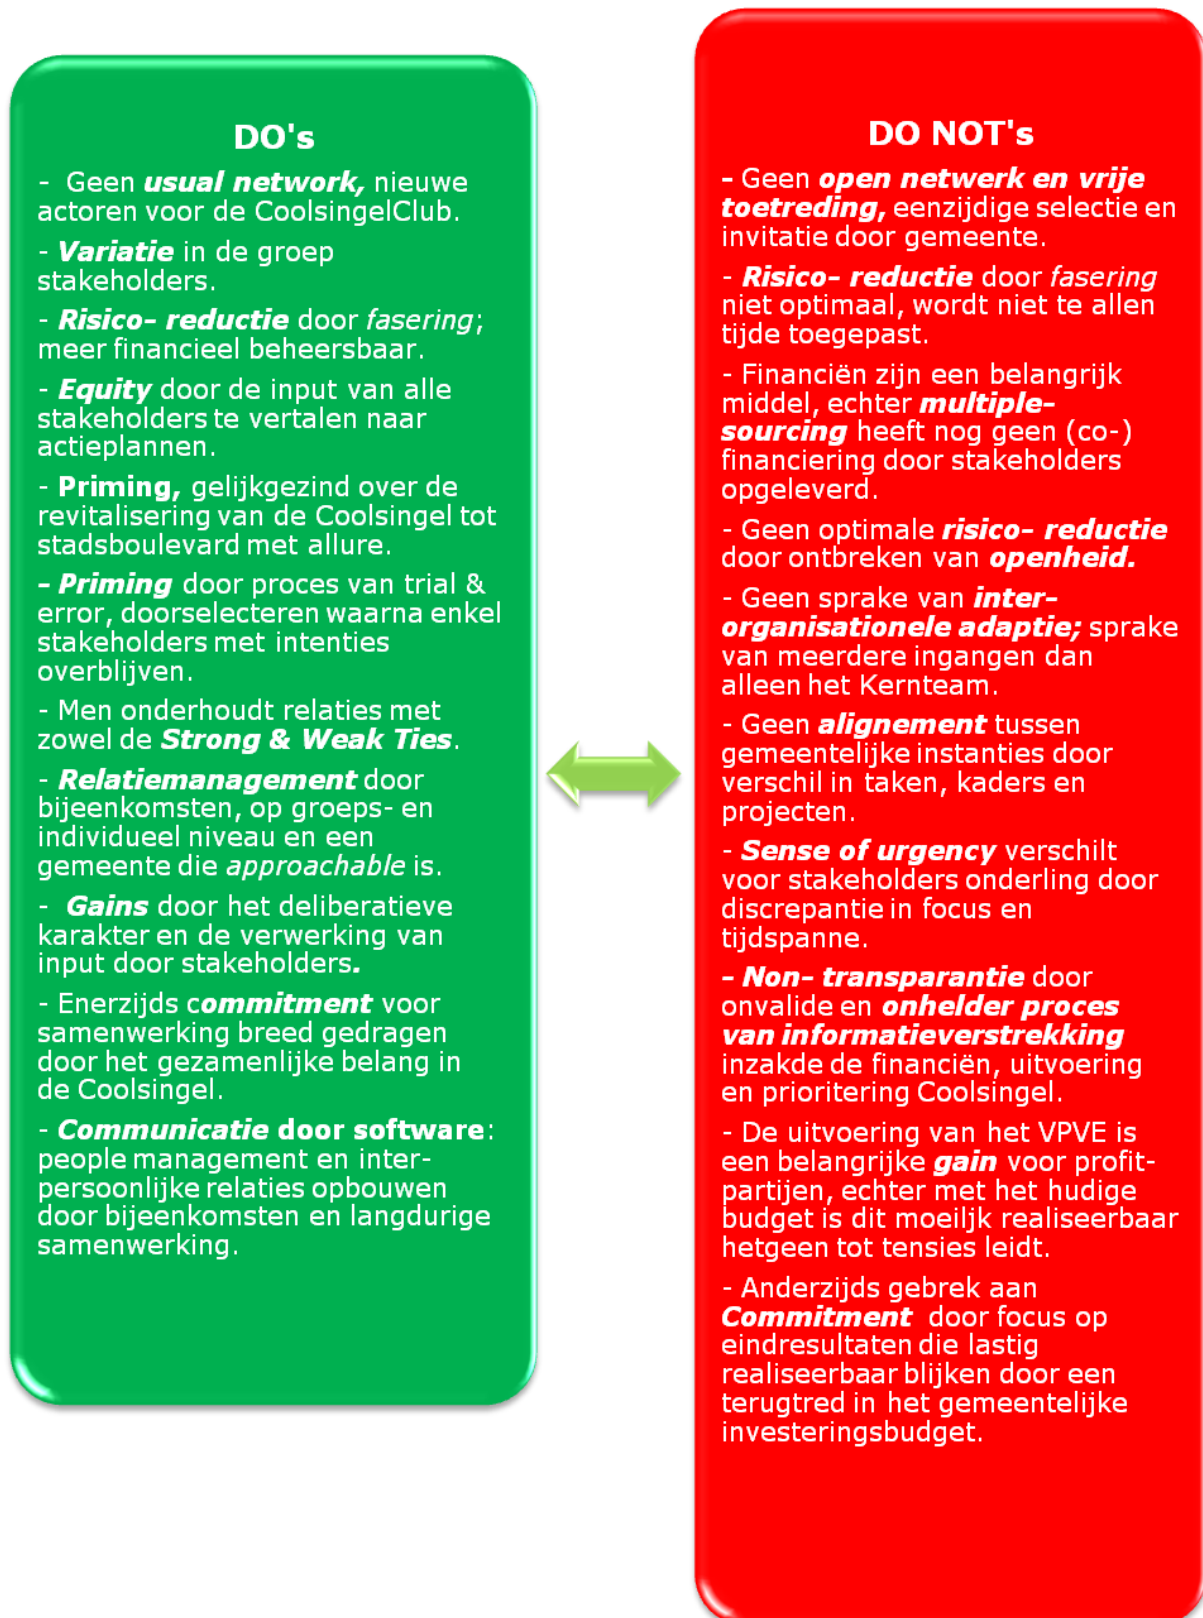 DO's
- Geen usual network, nieuwe
actoren voor de CoolsingelClub.
- Variatie in de groep
stakeholders.
- Risico- reductie door fasering;
meer financieel beheersbaar.
- Equity door de input van alle
stakeholders te vertalen naar
actieplannen.
- Priming, gelijkgezind over de
revitalisering van de Coolsingel tot
stadsboulevard met allure.
- Priming door proces van trial &
error, doorselecteren waarna enkel
stakeholders met intenties
overblijven.
- Men onderhoudt relaties met
zowel de Strong & Weak Ties.
- Relatiemanagement door
bijeenkomsten, op groeps- en
individueel niveau en een
gemeente die approachable is.
- Gains door het deliberatieve
karakter en de verwerking van
input door stakeholders.
- Enerzijds commitment voor
samenwerking breed gedragen
door het gezamenlijke belang in
de Coolsingel.
- Communicatie door software:
people management en inter-
persoonlijke relaties opbouwen
door bijeenkomsten en langdurige
samenwerking.
DO NOT's
- Geen open netwerk en vrije
toetreding, eenzijdige selectie en
invitatie door gemeente.
- Risico- reductie door fasering
niet optimaal, wordt niet te allen
tijde toegepast.
- Financiën zijn een belangrijk
middel, echter multiple-
sourcing heeft nog geen (co-)
financiering door stakeholders
opgeleverd.
- Geen optimale risico- reductie
door ontbreken van openheid.
- Geen sprake van inter-
organisationele adaptie; sprake
van meerdere ingangen dan
alleen het Kernteam.
- Geen alignement tussen
gemeentelijke instanties door
verschil in taken, kaders en
projecten.
- Sense of urgency verschilt
voor stakeholders onderling door
discrepantie in focus en
tijdspanne.
- Non- transparantie door
onvalide en onhelder proces
van informatieverstrekking
inzakde de financiën, uitvoering
en prioritering Coolsingel.
- De uitvoering van het VPVE is
een belangrijke gain voor profit-
partijen, echter met het hudige
budget is dit moeiljk realiseerbaar
hetgeen tot tensies leidt.
- Anderzijds gebrek aan
Commitment door focus op
eindresultaten die lastig
realiseerbaar blijken door een
terugtred in het gemeentelijke
investeringsbudget.